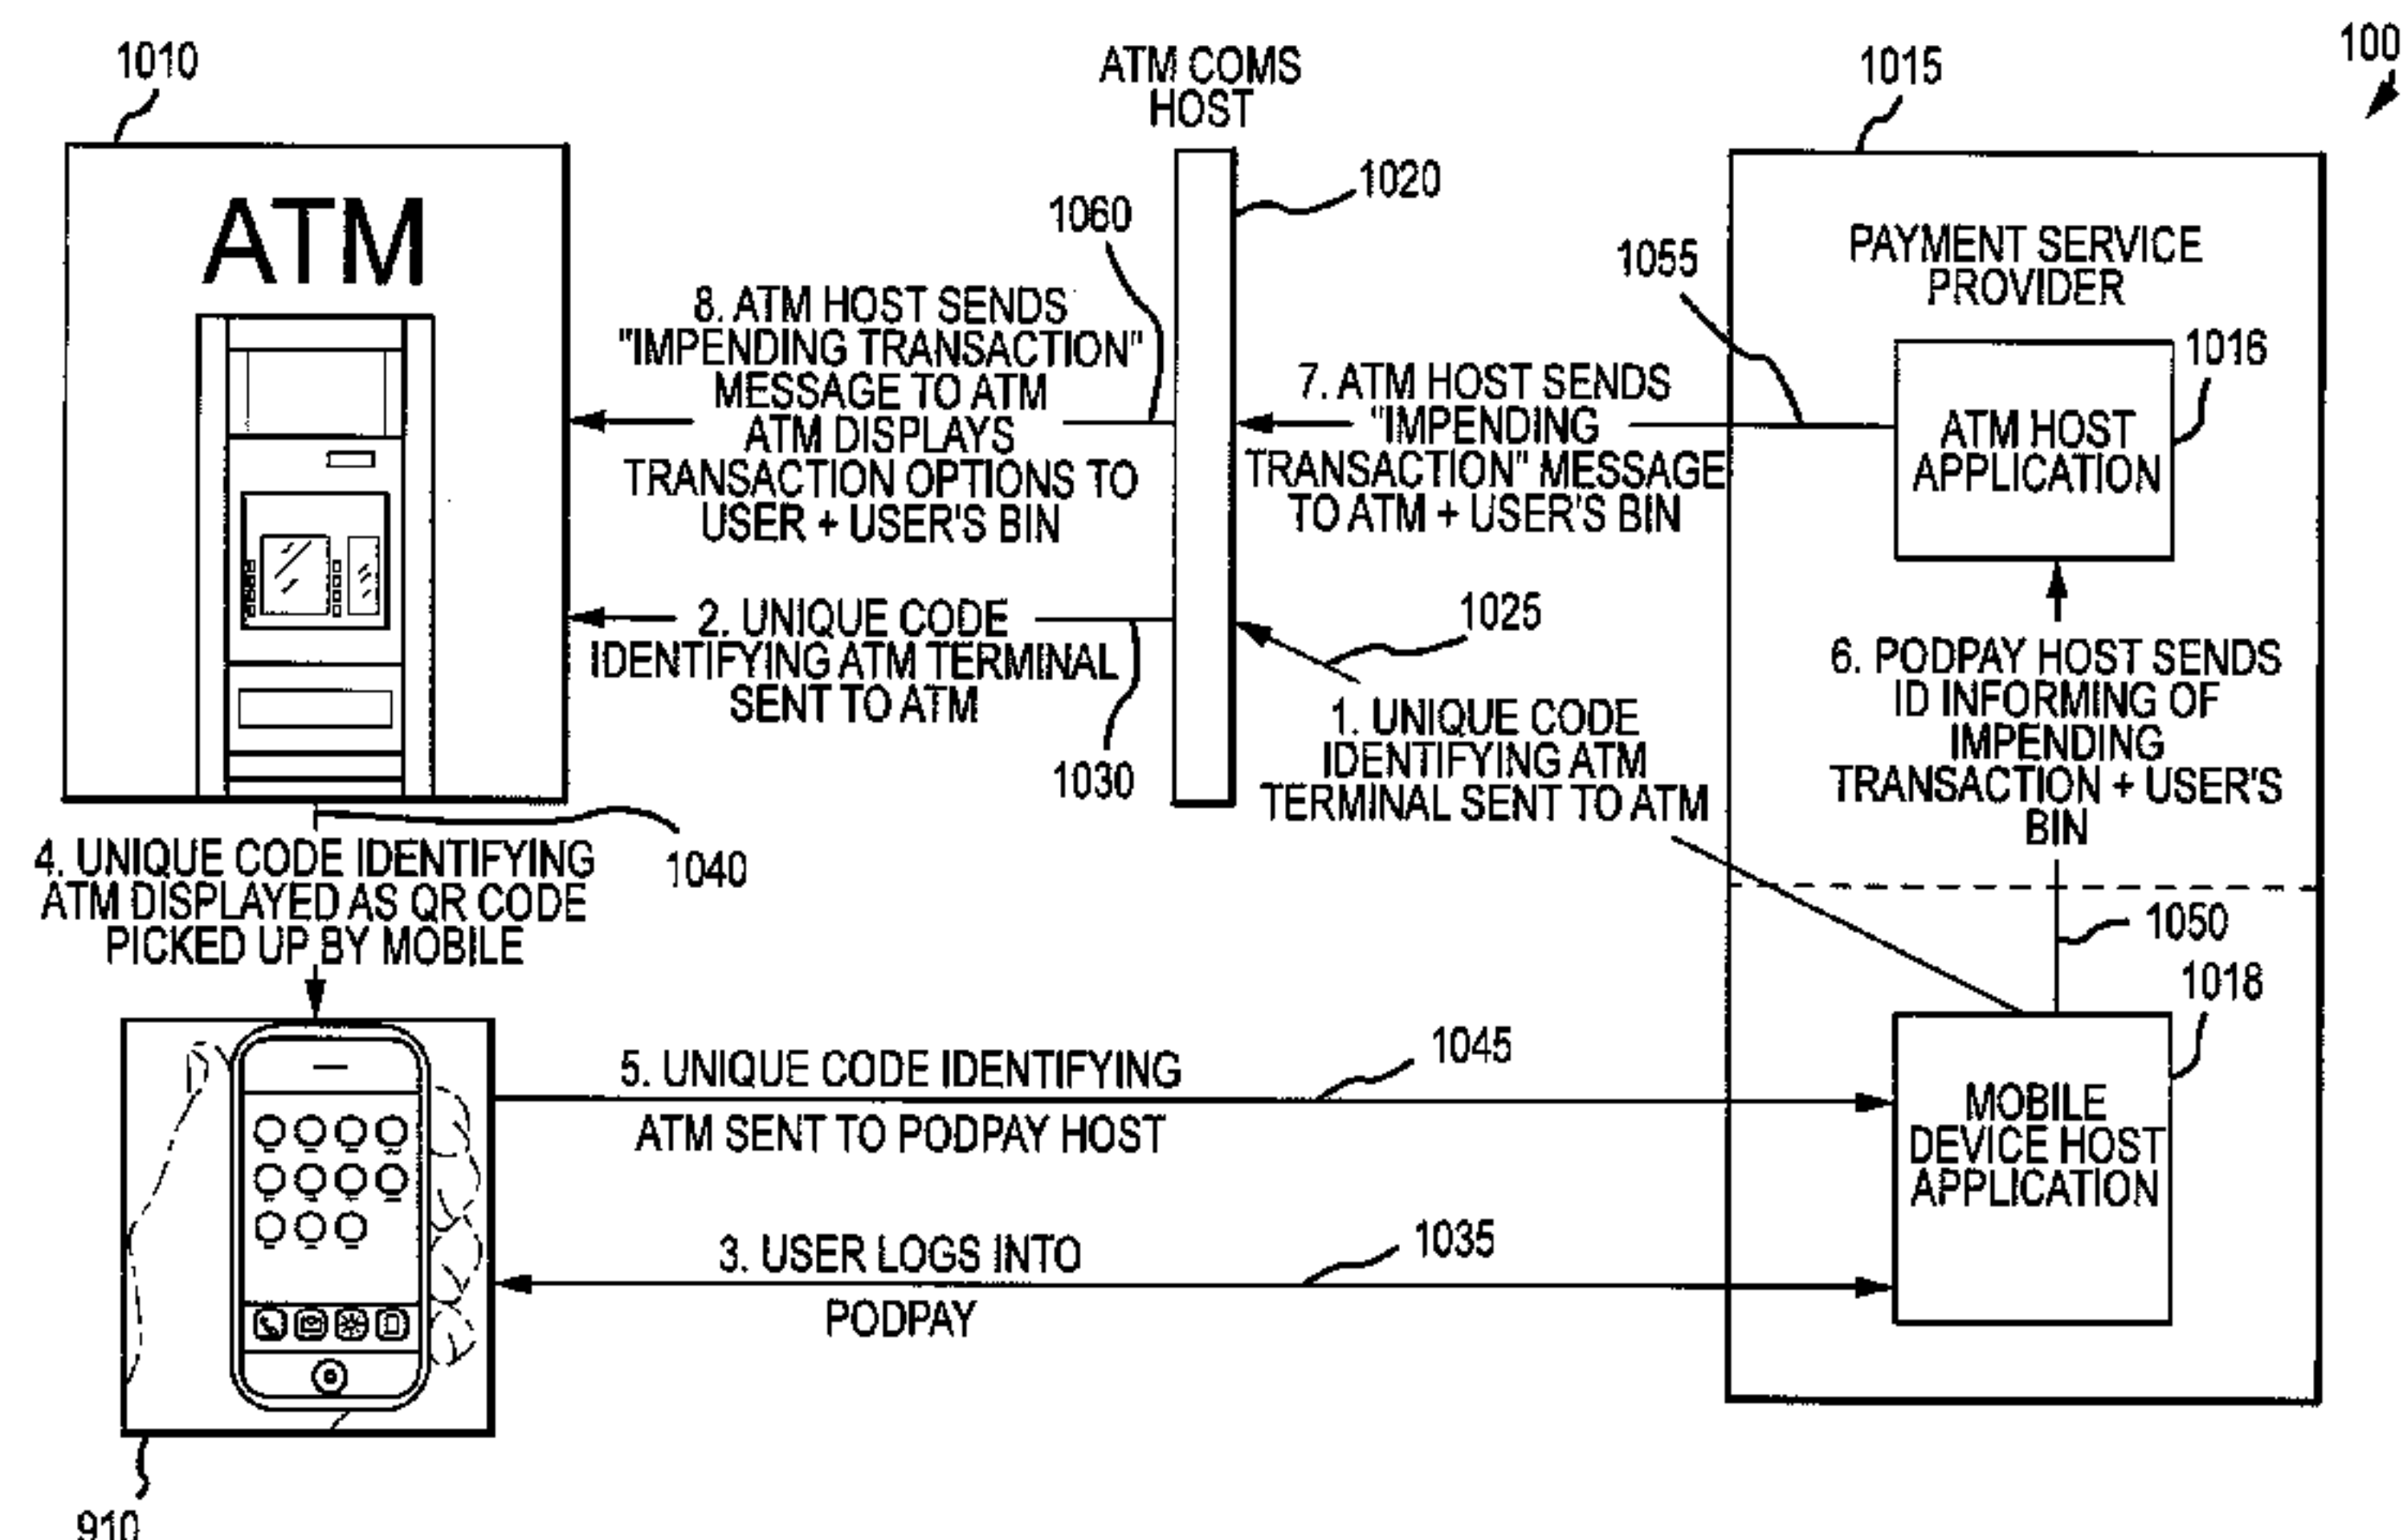 1010
ATM COMS
HOST
1015
100
ATM
1020
1060
PAYMENT SERVICE
PROVIDER
1055
8. ATM HOST SENDS
"IMPENDING TRANSACTION"
MESSAGE TO ATM
ATM DISPLAYS
TRANSACTION OPTIONS TO
USER + USER'S BIN
7. ATM HOST SENDS
"IMPENDING
TRANSACTION" MESSAGE
TO ATM + USER'S BIN
1016
ATM HOST
APPLICATION
2. UNIQUE CODE
IDENTIFYING ATM TERMINAL
SENT TO ATM
1030
1025
1. UNIQUE CODE
IDENTIFYING ATM
TERMINAL SENT TO ATM
6. PODPAY HOST SENDS
ID INFORMING OF
IMPENDING
TRANSACTION + USER'S
BIN
1040
4. UNIQUE CODE IDENTIFYING
ATM DISPLAYED AS QR CODE
PICKED UP BY MOBILE
1050
1018
5. UNIQUE CODE IDENTIFYING
ATM SENT TO PODPAY HOST
1045
MOBILE
DEVICE HOST
APPLICATION
3. USER LOGS INTO
PODPAY
1035
910